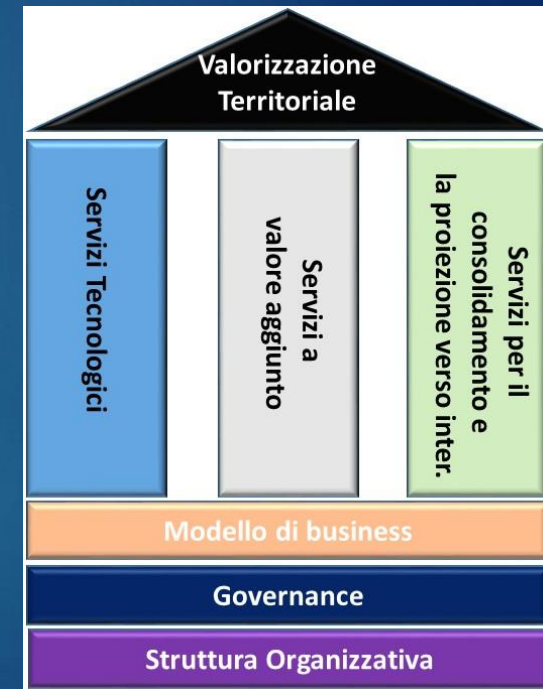 Valorizzazione
Territoriale
Servizi Tecnologici
Servizi a
valore aggiunto
Servizi per il
consolidamento e
la proiezione verso inter.
Modello di business
Governance
Struttura Organizzativa